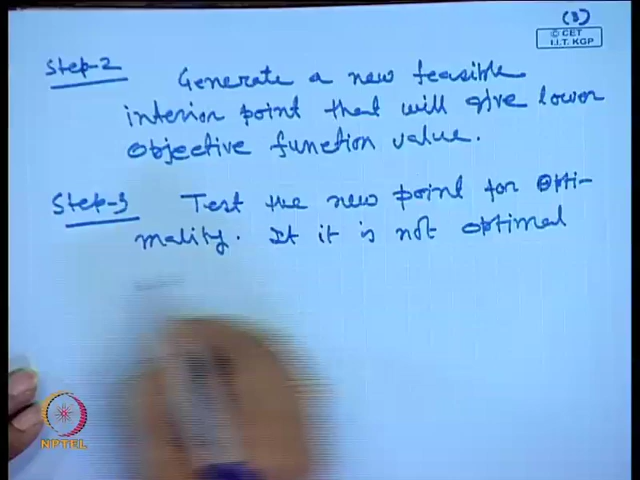 (3)
© CET
I.I.T. KGP
Step-2 Generate a new feasible
interior point that will give lower
objective function value.
Step-3 Test the new point for opti-
mality. If it is not optimal
NPTEL